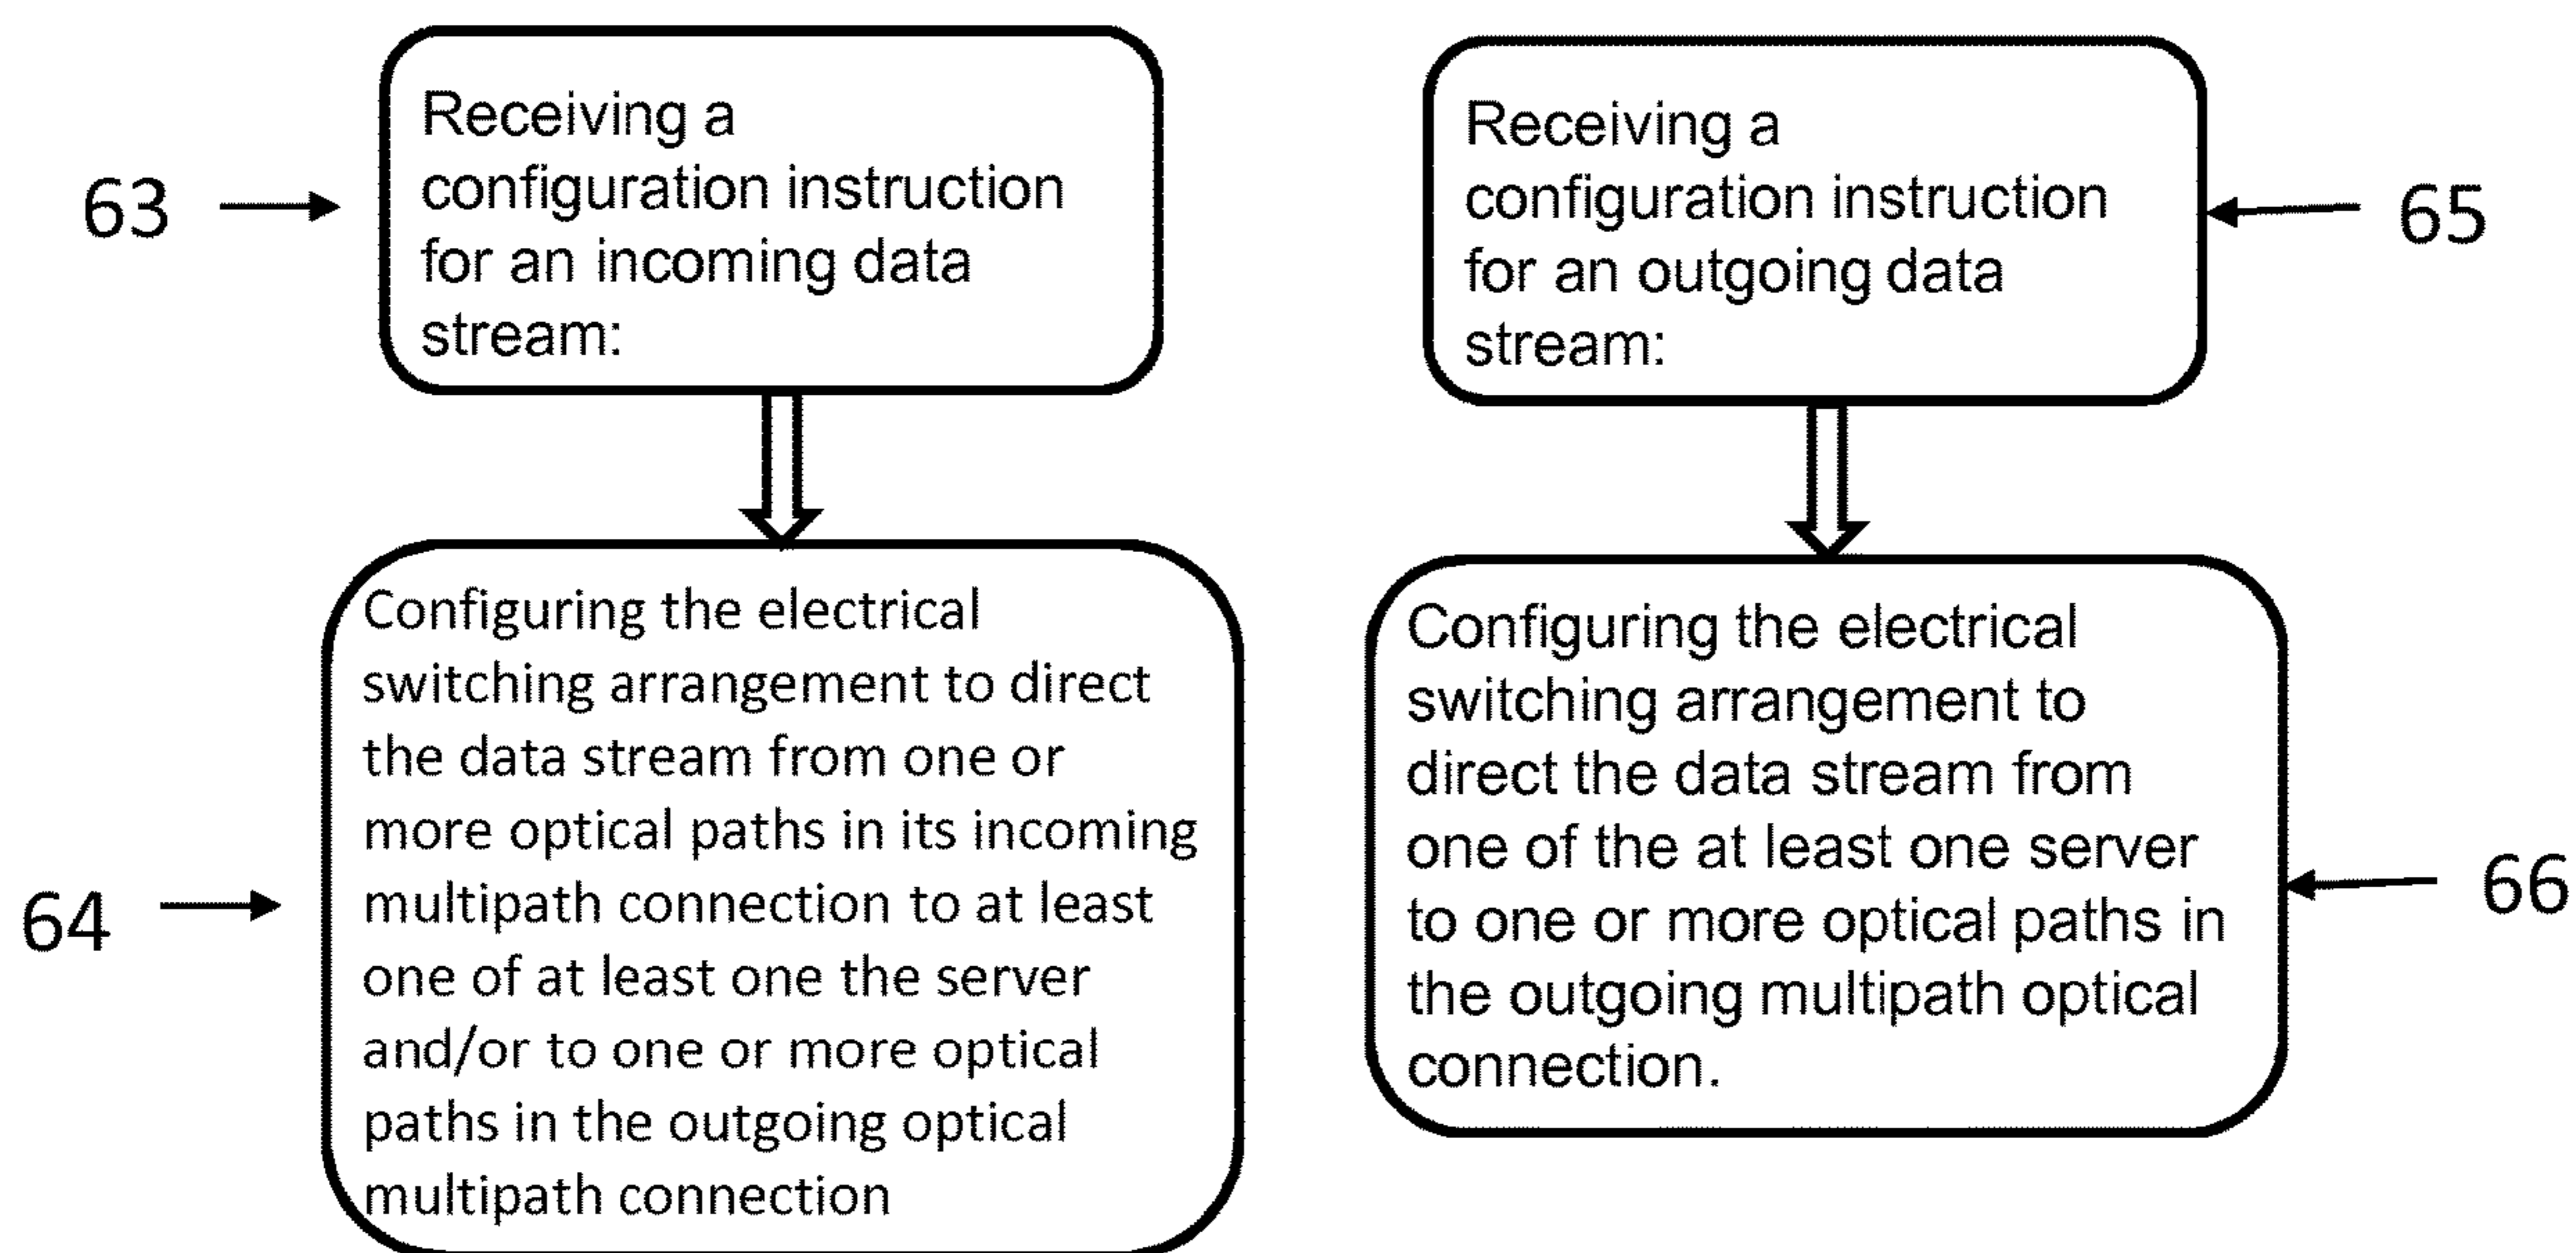 63
Receiving a
configuration instruction
for an incoming data
stream:
64
Configuring the electrical
switching arrangement to direct
the data stream from one or
more optical paths in its incoming
multipath connection to at least
one of at least one the server
and/or to one or more optical
paths in the outgoing optical
multipath connection
Receiving a
configuration instruction
for an outgoing data
stream:
65
Configuring the electrical
switching arrangement to
direct the data stream from
one of the at least one server
to one or more optical paths in
the outgoing multipath optical
connection.
66